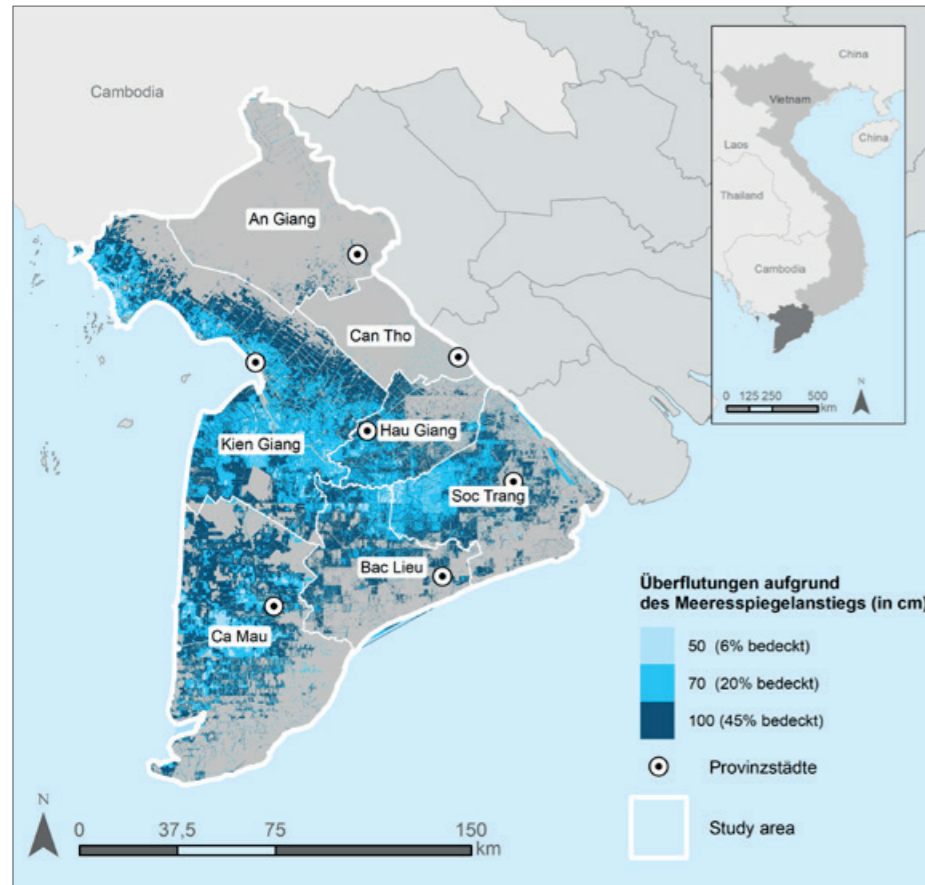 Cambodia
An Giang
Can Tho
Kien Giang
Hau Giang
Soc Trang
Bac Lieu
Ca Mau
China
Vietnam
China
Laos
Thailand
Cambodia
0 125 250 500
km
N
Überflutungen aufgrund
des Meeresspiegelanstiegs (in cm)
50 (6% bedeckt)
70 (20% bedeckt)
100 (45% bedeckt)
Provinzstädte
Study area
N
0 37,5 75 150
km